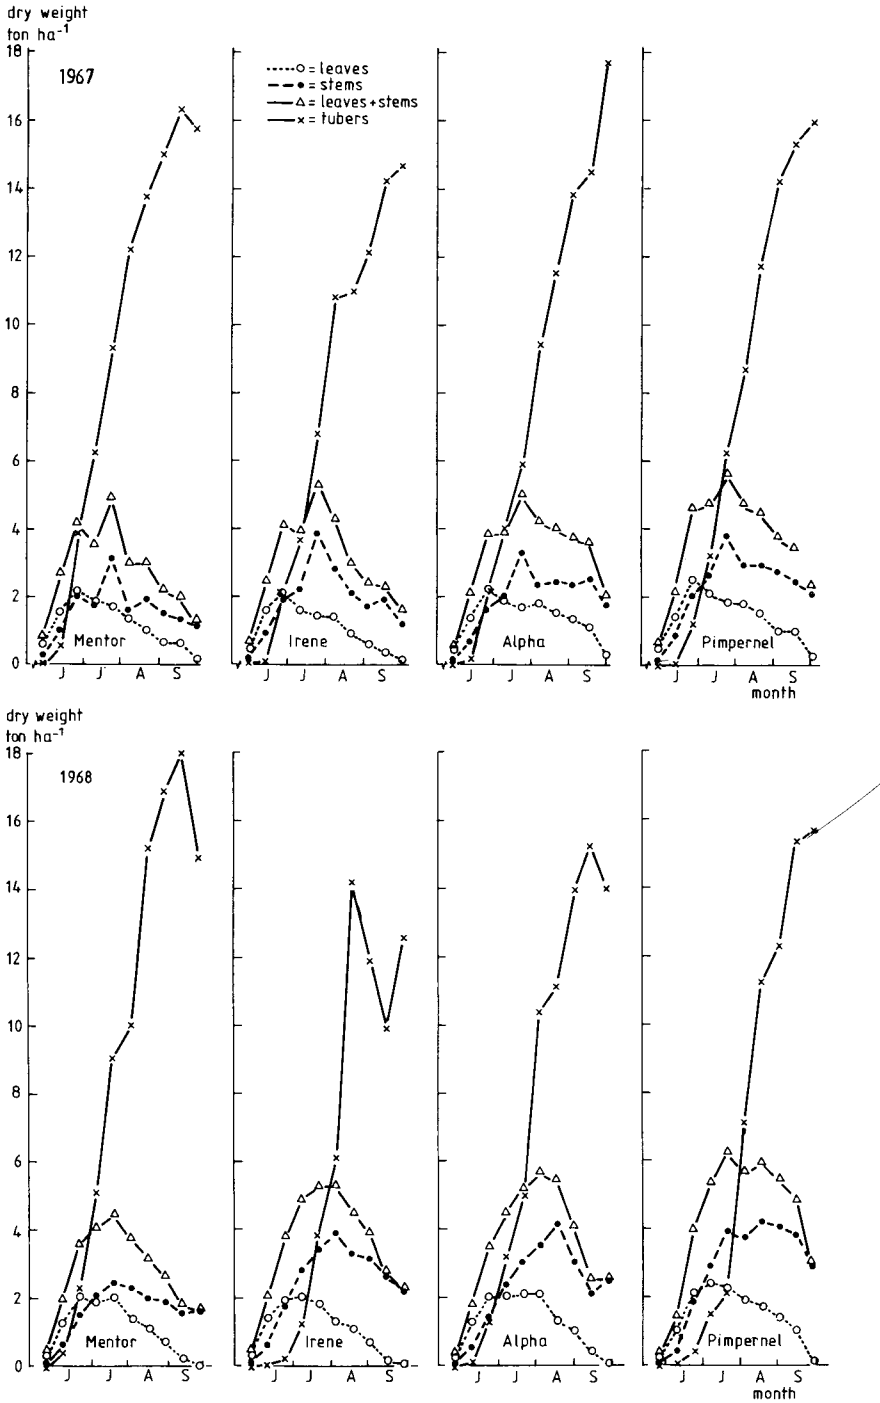 dry weight
ton ha⁻¹
18
1967
16
14
12
10
8
6
4
2
0
o = leaves
• = stems
△ = leaves + stems
× = tubers
Mentor
Irene
Alpha
Pimpernel
J J A S
J J A S
J J A S
J J A S
month
dry weight
ton ha⁻¹
18
1968
16
14
12
10
8
6
4
2
0
Mentor
Irene
Alpha
Pimpernel
J J A S
J J A S
J J A S
J J A S
month